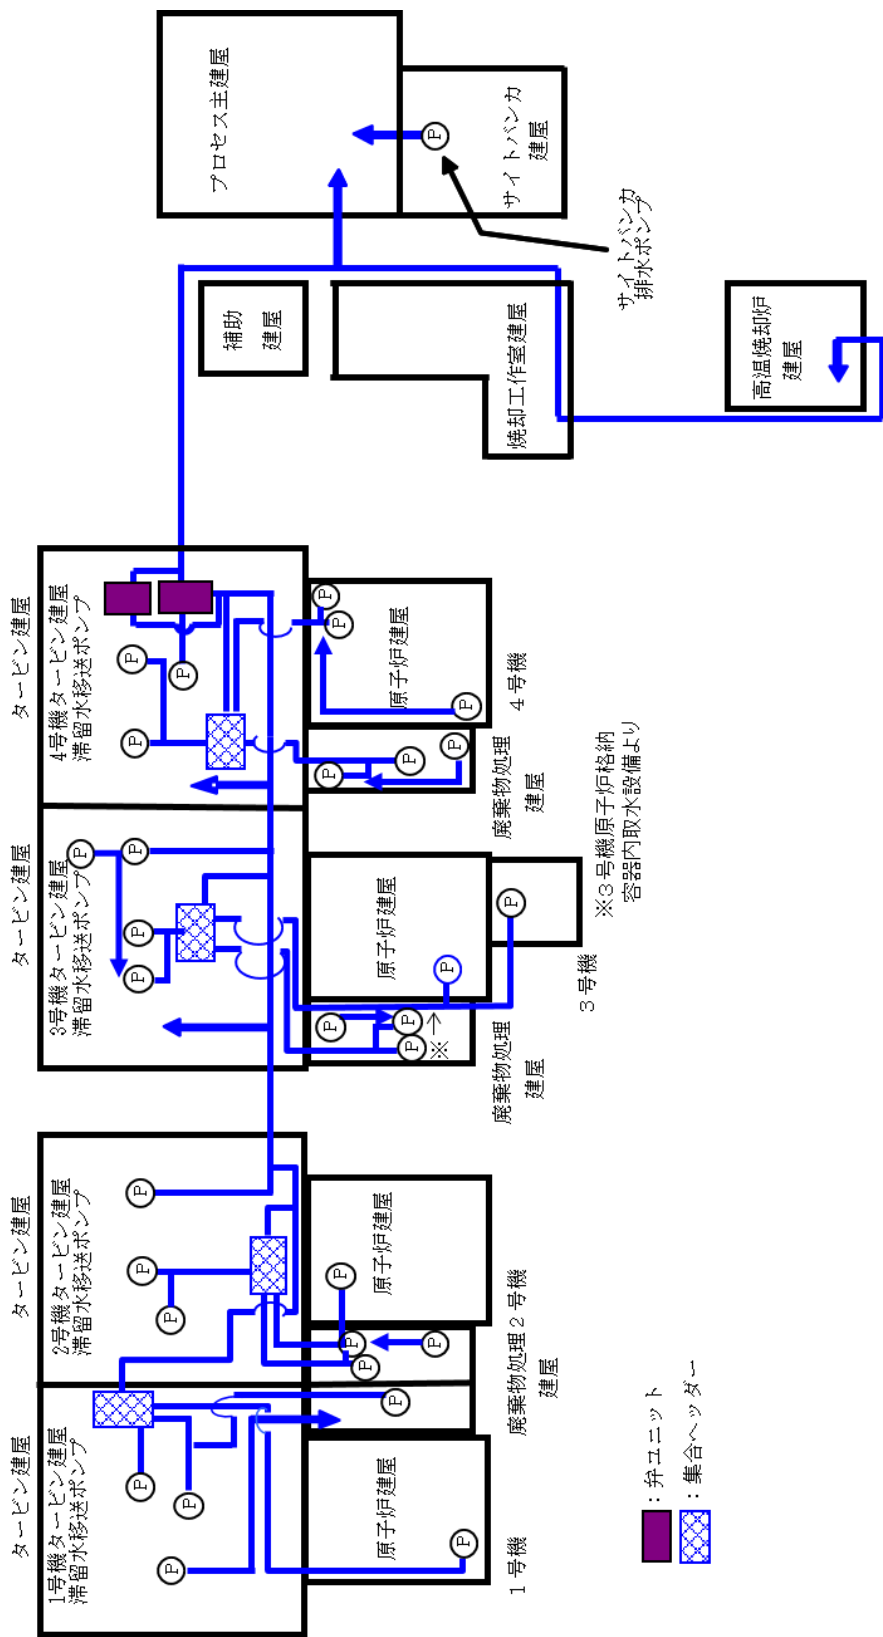 タービン建屋
1号機タービン建屋
滞留水移送ポンプ
P
P
P
原子炉建屋
P
P
1号機
タービン建屋
2号機タービン建屋
滞留水移送ポンプ
P
P
P
P
P
P
原子炉建屋
P
廃棄物処理
建屋
2号機
タービン建屋
3号機タービン建屋
滞留水移送ポンプ
P
P
P
P
P
P
P
※
→
原子炉建屋
P
P
廃棄物処理
建屋
3号機
※3号機原子炉格納
容器内取水設備より
タービン建屋
4号機タービン建屋
滞留水移送ポンプ
P
P
P
P
P
P
原子炉建屋
P
P
P
廃棄物処理
建屋
4号機
補助
建屋
焼却工作室建屋
高温焼却炉
建屋
プロセス主建屋
サイトバンカ
建屋
P
サイトバンカ
排水ポンプ
：弁ユニット
：集合ヘッダー